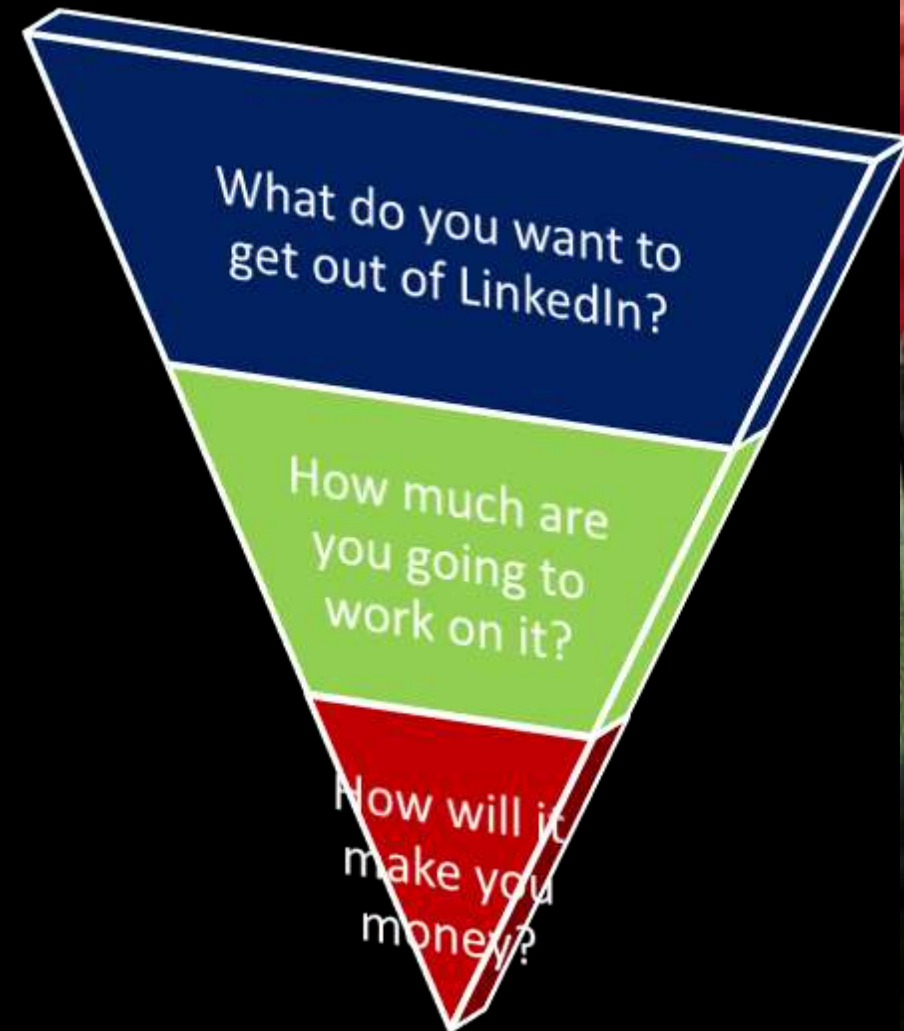 What do you want to
get out of LinkedIn?
How much are
you going to
work on it?
How will it
make you
money?